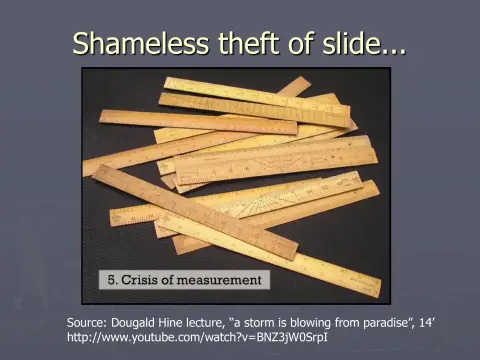 Shameless theft of slide...
5. Crisis of measurement
Source: Dougald Hine lecture, “a storm is blowing from paradise”, 14’
http://www.youtube.com/watch?v=BNZ3jW0SrpI